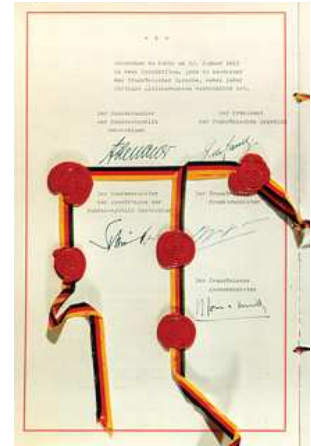 - 8 -
Geschehen zu Paris am 22. Januar 1963
in zwei Urschriften, jede in deutscher
und französischer Sprache, wobei jeder
Wortlaut gleichermaßen verbindlich ist.
Der Bundeskanzler Der Präsident
der Bundesrepublik der Französischen Republik
Deutschland
Adenauer
Der Bundesminister Der Französische
des Auswärtigen der Premierminister
Bundesrepublik Deutschland
Der Französische
Aussenminister